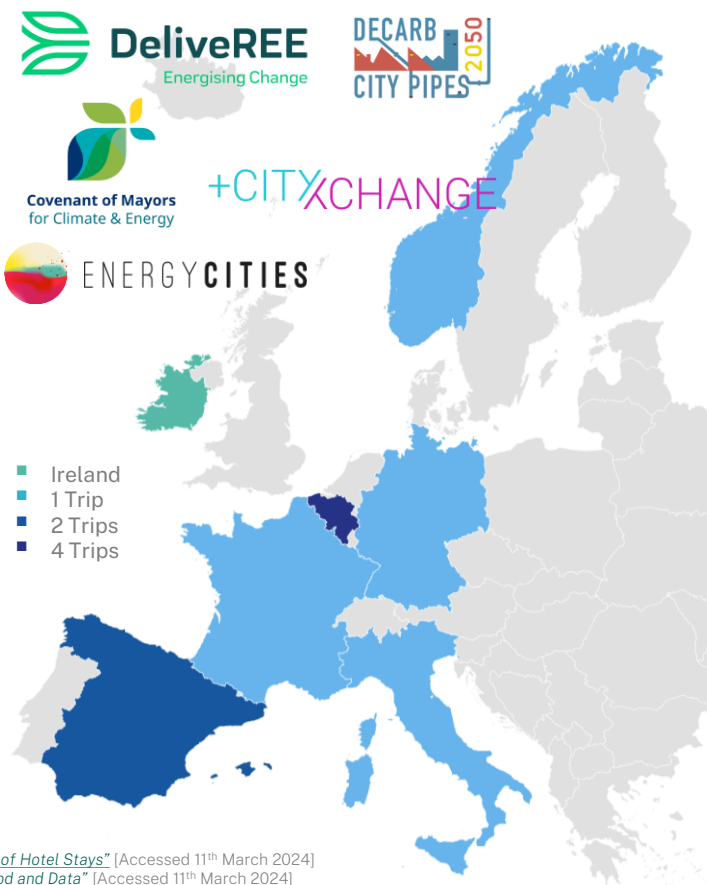 DeliveREE
Energising Change
DECARB
CITY PIPES
2050
Covenant of Mayors
for Climate & Energy
+CITYXCHANGE
ENERGYCITIES
Ireland
1 Trip
2 Trips
4 Trips
of Hotel Stays” [Accessed 11th March 2024]
od and Data” [Accessed 11th March 2024]